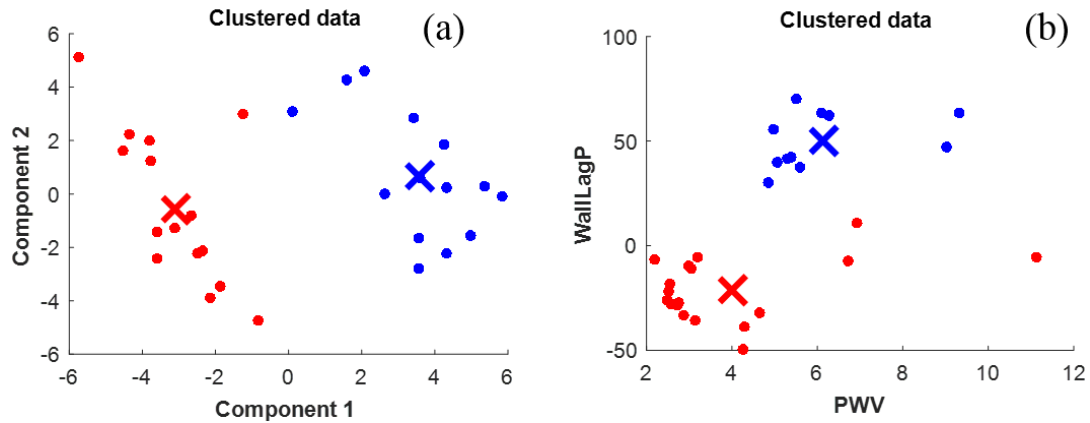 Clustered data
(a)
6
4
2
0
-2
-4
-6
-6 -4 -2 0 2 4 6
Component 2
Component 1
Clustered data
(b)
100
50
0
-50
2 4 6 8 10 12
WallLagP
PWV